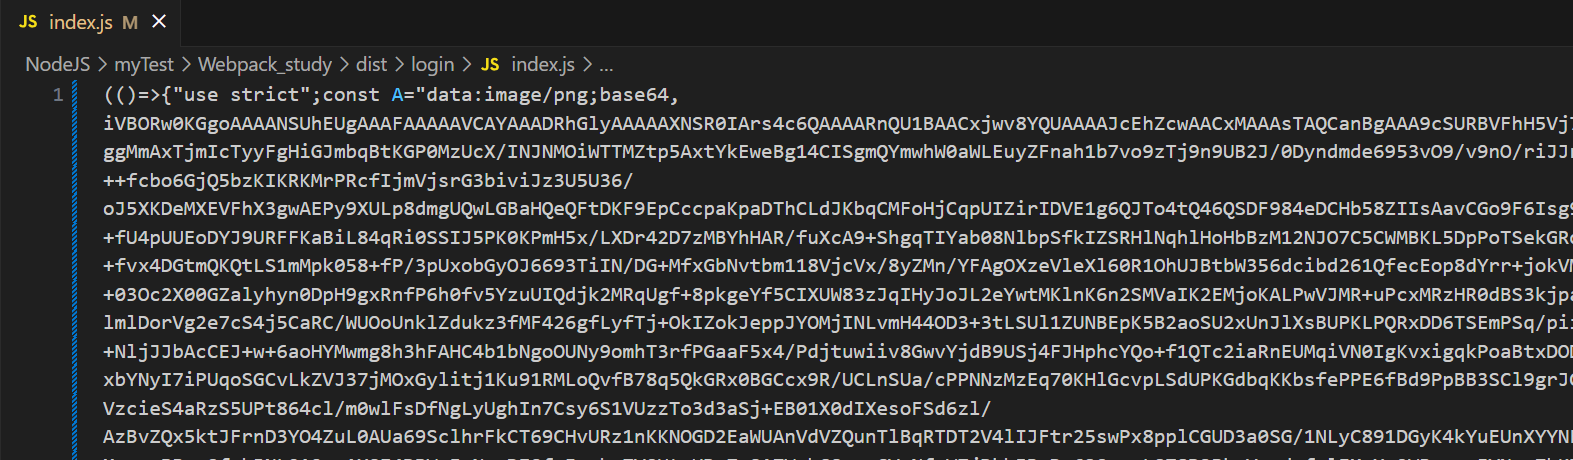 JS index.js M ×
NodeJS > myTest > Webpack_study > dist > login > JS index.js > ...
1 (()=>{"use strict";const A="data:image/png;base64,
iVBORw0KGgoAAAANSUhEUgAAAFAAAAAVCAYAAADRhGlyAAAAAXNSR0IArs4c6QAAAARnQU1BAACxjwv8YQUAAAAJcEhZcwAACxMAAAsTAQCanBgAAA9cSURBVFhH5Vj
ggMmAxTjmIcTyyFgHiGJmbqBtKGP0MzUcX/INJNMOiWTTMZtp5AxtYkEweBg14CISgmQYmwhW0aWLEuyZFnah1b7vo9zTj9n9UB2J/0Dyndmde6953vO9/v9nO/riJJ
++fcbo6GjQ5bzKIKRKMrPRcfIjmVjsrG3biviJz3U5U36/
oJ5XKDeMXEVFhX3gwAEPy9XULp8dmgUQwLGBaHQeQFtDKF9EpCccpaKpaDThCLdJKbqCMFoHjCqpUIZirIDVE1g6QJTo4tQ46QSDF984eDCHb58ZIIsAavCGo9F6Isg
+fU4pUUEoDYJ9URFFKaBiL84qRi0SSIJ5PK0KPmH5x/LXDr42D7zMBYhHAR/fuXcA9+ShgqTIYab08NlbpSfkIZSRHlNqhlHoHbBzM12NJO7C5CWMBKL5DpPoTSekGR
+fvx4DGtmQKQtLS1mMpk058+fP/3pUxobGyOJ6693TiIN/DG+MfxGbNvtbm118VjcVx/8yZMn/YFAgOXzeVleXl60R1OhUJBtbW356dcibd261QfecEop8dYrr+jokV
+03Oc2X00GZalyhyn0DpH9gxRnfP6h0fv5YzuUIQdjk2MRqUgf+8pkgeYf5CIXUW83zJqIHyJoJL2eYwtMKlnK6n2SMVaIK2EMjoKALPwVJMR+uPcxMRzHR0dBS3kjp
lmlDorVg2e7cS4j5CaRC/WUOoUnklZdukz3fMF426gfLyfTj+OkIZokJeppJYOMjINLvmH44OD3+3tLSUl1ZUNBEpK5B2aoSU2xUnJlXsBUPKLPQRxDD6TSEmPSq/pi
+NljJJbAcCEJ+w+6aoHYMwmg8h3hFAHC4b1bNgoOUNy9omhT3rfPGaaF5x4/Pdjtuwiiv8GwvYjdB9USj4FJHphcYQo+f1QTc2iaRnEUMqiVN0IgKvxigqkPoaBtxDO
xbYNyI7iPUqoSGCvLkZVJ37jMOxGylitj1Ku91RMLoQvfB78q5QkGRx0BGCcx9R/UCLnSUa/cPPNNzMzEq70KHlGcvpLSdUPKGdbqKKbsfePPE6fBd9PpBB3SCl9grJ
VzcieS4aRzS5UPt864cl/m0wlFsDfNgLyUghIn7Csy6S1VUzzTo3d3aSj+EB01X0dIXesoFSd6zl/
AzBvZQx5ktJFrnD3YO4ZuL0AUa69SclhrFkCT69CHvURz1nKKNOGD2EaWUAnVdVZQunTlBqRTDT2V4lIJFtr25swPx8pplCGUD3a0SG/1NLyC891DGyK4kYuEUnXYYN